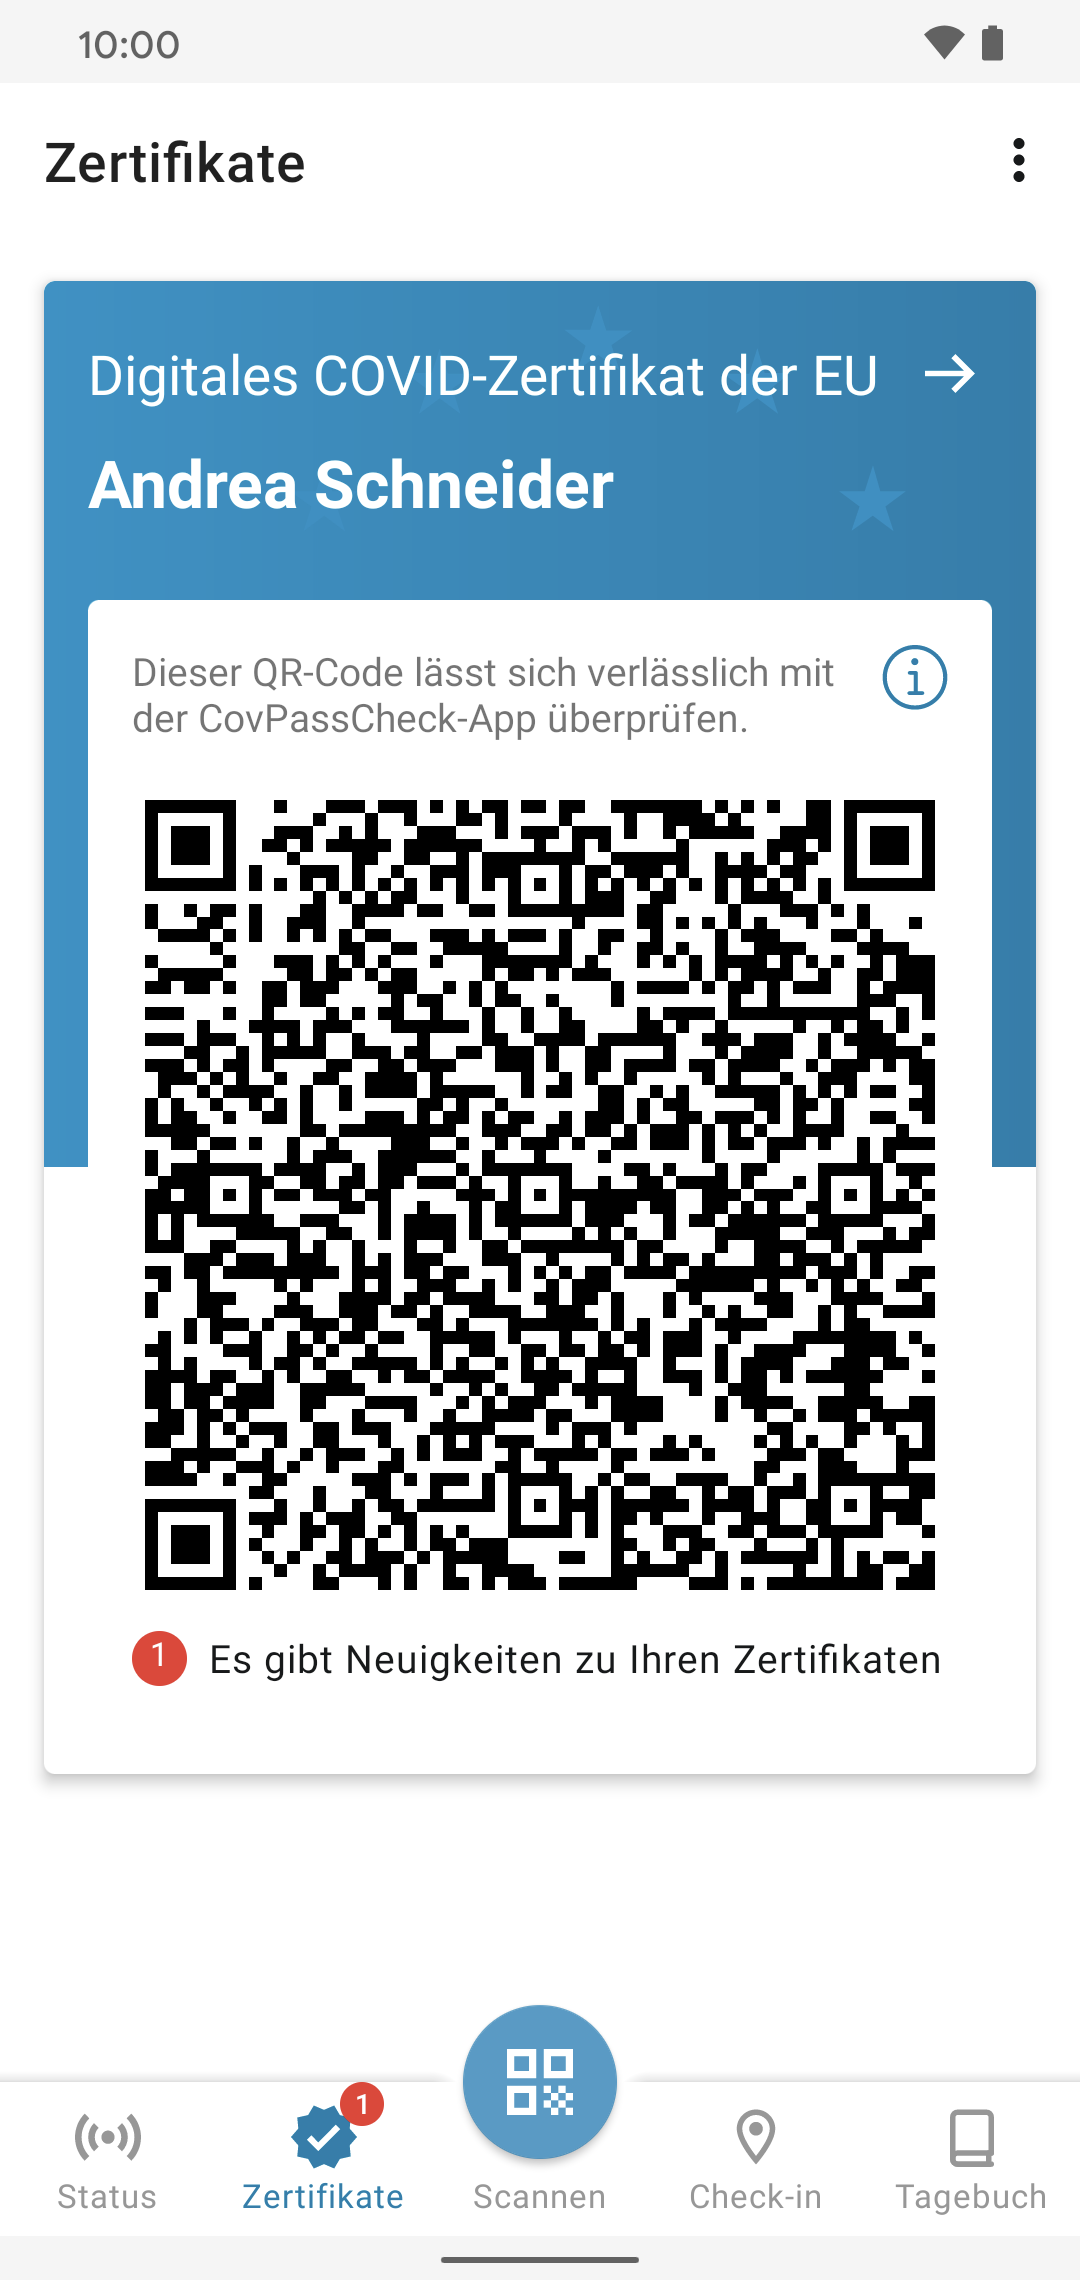 10:00
Zertifikate
Digitales COVID-Zertifikat der EU
Andrea Schneider
Dieser QR-Code lässt sich verlässlich mit
der CovPassCheck-App überprüfen.
1 Es gibt Neuigkeiten zu Ihren Zertifikaten
1
Status Zertifikate Scannen Check-in Tagebuch